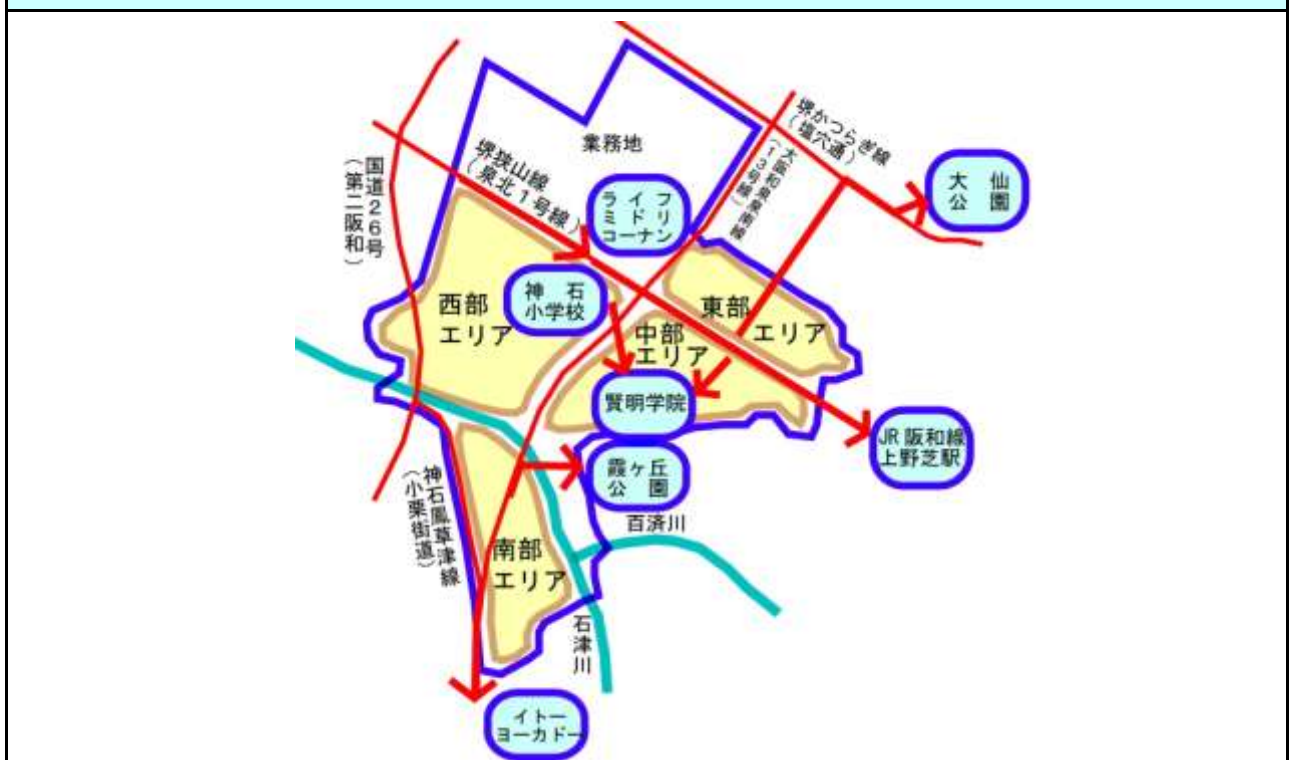 業務地
堺かつらぎ線
（塩穴通）
大阪和泉泉南線
（１３号線）
大仙
公園
堺狭山線
（泉北１号線）
国道２６号
（第二阪和）
ライフ
ミドリ
コーナン
神石
小学校
西部
エリア
東部
エリア
中部
エリア
賢明学院
JR 阪和線
上野芝駅
霞ヶ丘
公園
神石鳳草津線
（小栗街道）
百済川
南部
エリア
石津川
イトー
ヨーカドー